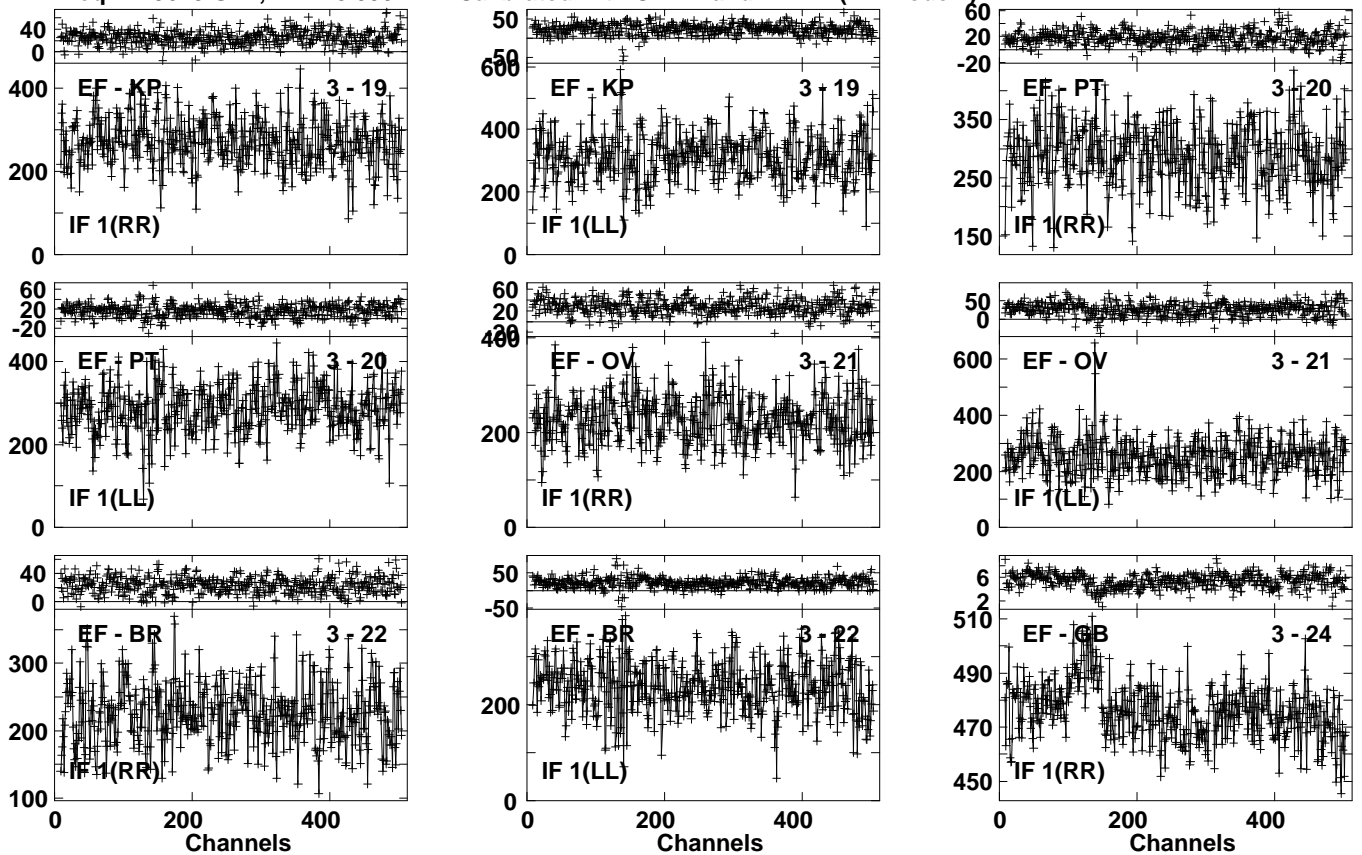 40
0
EF - KP 3 - 19
400
200
IF 1(RR)
0
50
-50
600
EF - KP 3 - 19
400
200
IF 1(LL)
0
60
20
-20
EF - PT 3 - 20
350
250
150
IF 1(RR)
60
20
-20
EF - PT 3 - 20
400
200
IF 1(LL)
0
60
20
-20
400
EF - OV 3 - 21
200
IF 1(RR)
0
50
0
600
EF - OV 3 - 21
400
200
IF 1(LL)
0
40
0
EF - BR 3 - 22
300
200
IF 1(RR)
100
0 200 400
Channels
50
-50
EF - BR 3 - 22
200
IF 1(LL)
0
0 200 400
Channels
6
2
510
EF - GB 3 - 24
490
470
450
IF 1(RR)
0 200 400
Channels